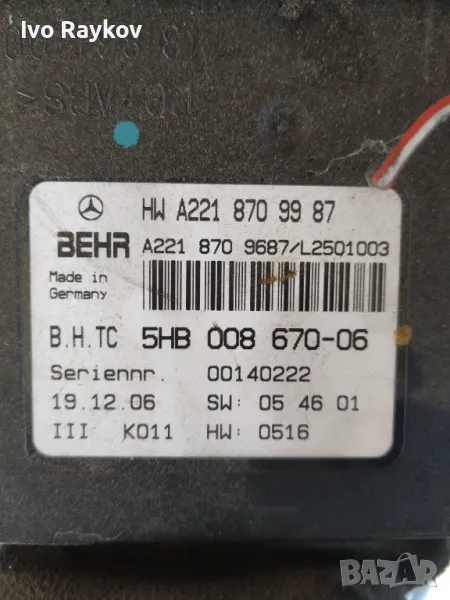 Ivo Raykov
HW A221 870 99 87
BEHR A221 870 9687/L2501003
Made in
Germany
B.H.TC 5HB 008 670-06
Seriennr. 00140222
19.12.06 SW: 05 46 01
III K011 HW: 0516
bazar